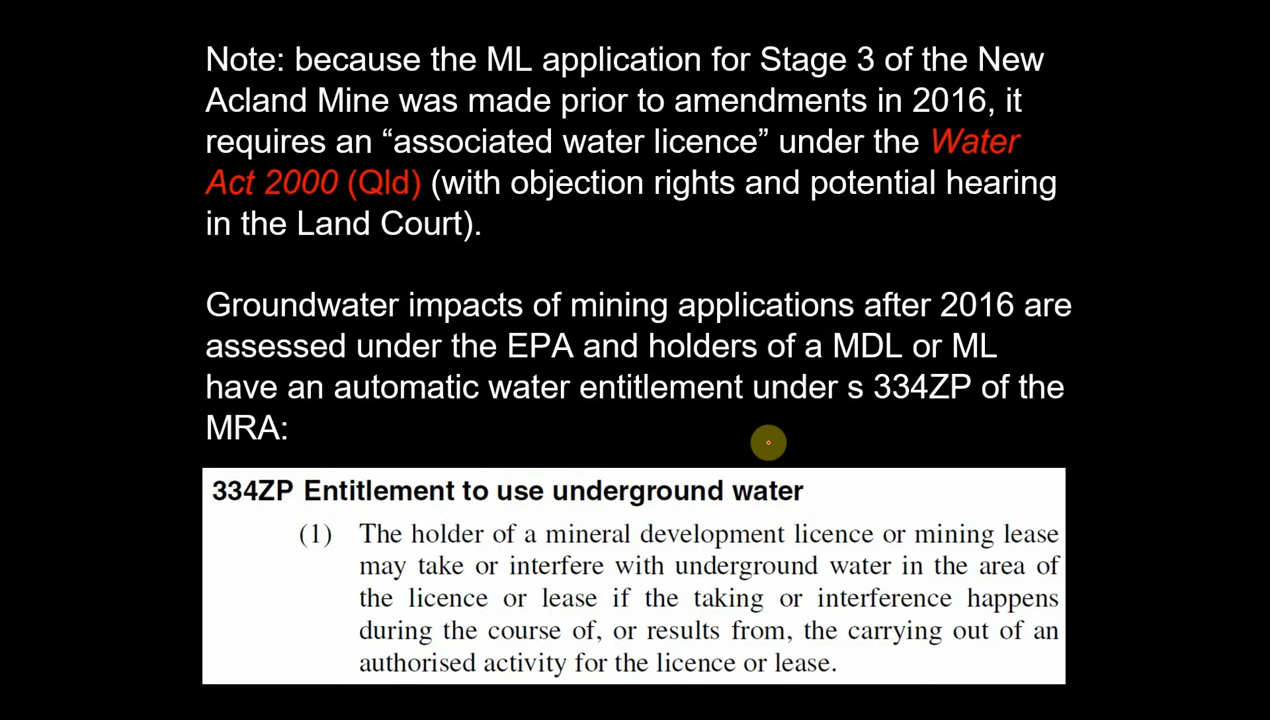 Note: because the ML application for Stage 3 of the New
Acland Mine was made prior to amendments in 2016, it
requires an “associated water licence” under the Water
Act 2000 (Qld) (with objection rights and potential hearing
in the Land Court).
Groundwater impacts of mining applications after 2016 are
assessed under the EPA and holders of a MDL or ML
have an automatic water entitlement under s 334ZP of the
MRA:
334ZP Entitlement to use underground water
(1) The holder of a mineral development licence or mining lease
may take or interfere with underground water in the area of
the licence or lease if the taking or interference happens
during the course of, or results from, the carrying out of an
authorised activity for the licence or lease.